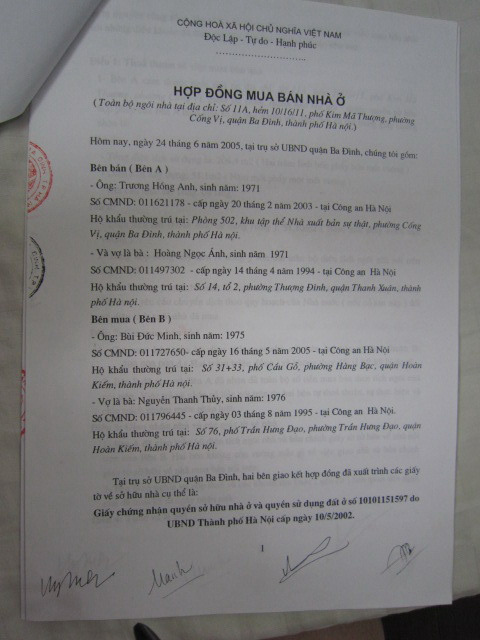 CỘNG HOÀ XÃ HỘI CHỦ NGHĨA VIỆT NAM
Độc Lập - Tự do - Hạnh phúc
HỢP ĐỒNG MUA BÁN NHÀ Ở
(Toàn bộ ngôi nhà tại địa chỉ: Số 11A, hẻm 10/16/11, phố Kim Mã Thượng, phường
Cống Vị, quận Ba Đình, thành phố Hà nội.)
Hôm nay, ngày 24 tháng 6 năm 2005, tại trụ sở UBND quận Ba Đình, chúng tôi gồm:
Bên bán ( Bên A )
- Ông: Trương Hồng Anh, sinh năm: 1971
Số CMND: 011621178 - cấp ngày 20 tháng 2 năm 2003 - tại Công an Hà Nội
Hộ khẩu thường trú tại: Phòng 502, khu tập thể Nhà xuất bản sự thật, phường Cống
Vị, quận Ba Đình, thành phố Hà nội.
- Và vợ là bà : Hoàng Ngọc Ánh, sinh năm 1971
Số CMND: 011497302 - cấp ngày 14 tháng 4 năm 1994 - tại Công an Hà Nội
Hộ khẩu thường trú tại: Số 14, tổ 2, phường Thượng Đình, quận Thanh Xuân, thành
phố Hà nội.
Bên mua ( Bên B )
- Ông: Bùi Đức Minh, sinh năm: 1975
Số CMND: 011727650- cấp ngày 16 tháng 5 năm 2005 - tại Công an Hà Nội
Hộ khẩu thường trú tại: Số 31+33, phố Cầu Gỗ, phường Hàng Bạc, quận Hoàn
Kiếm, thành phố Hà nội.
- Vợ là bà: Nguyễn Thanh Thủy, sinh năm: 1976
Số CMND: 011796445 - cấp ngày 03 tháng 8 năm 1995 - tại Công an Hà Nội.
Hộ khẩu thường trú tại: Số 76, phố Trần Hưng Đạo, phường Trần Hưng Đạo, quận
Hoàn Kiếm, thành phố Hà nội.
Tại trụ sở UBND quận Ba Đình, hai bên giao kết hợp đồng đã xuất trình các giấy
tờ về sở hữu nhà cụ thể là:
Giấy chứng nhận quyền sở hữu nhà ở và quyền sử dụng đất ở số 10101151597 do
UBND Thành phố Hà Nội cấp ngày 10/5/2002.
1